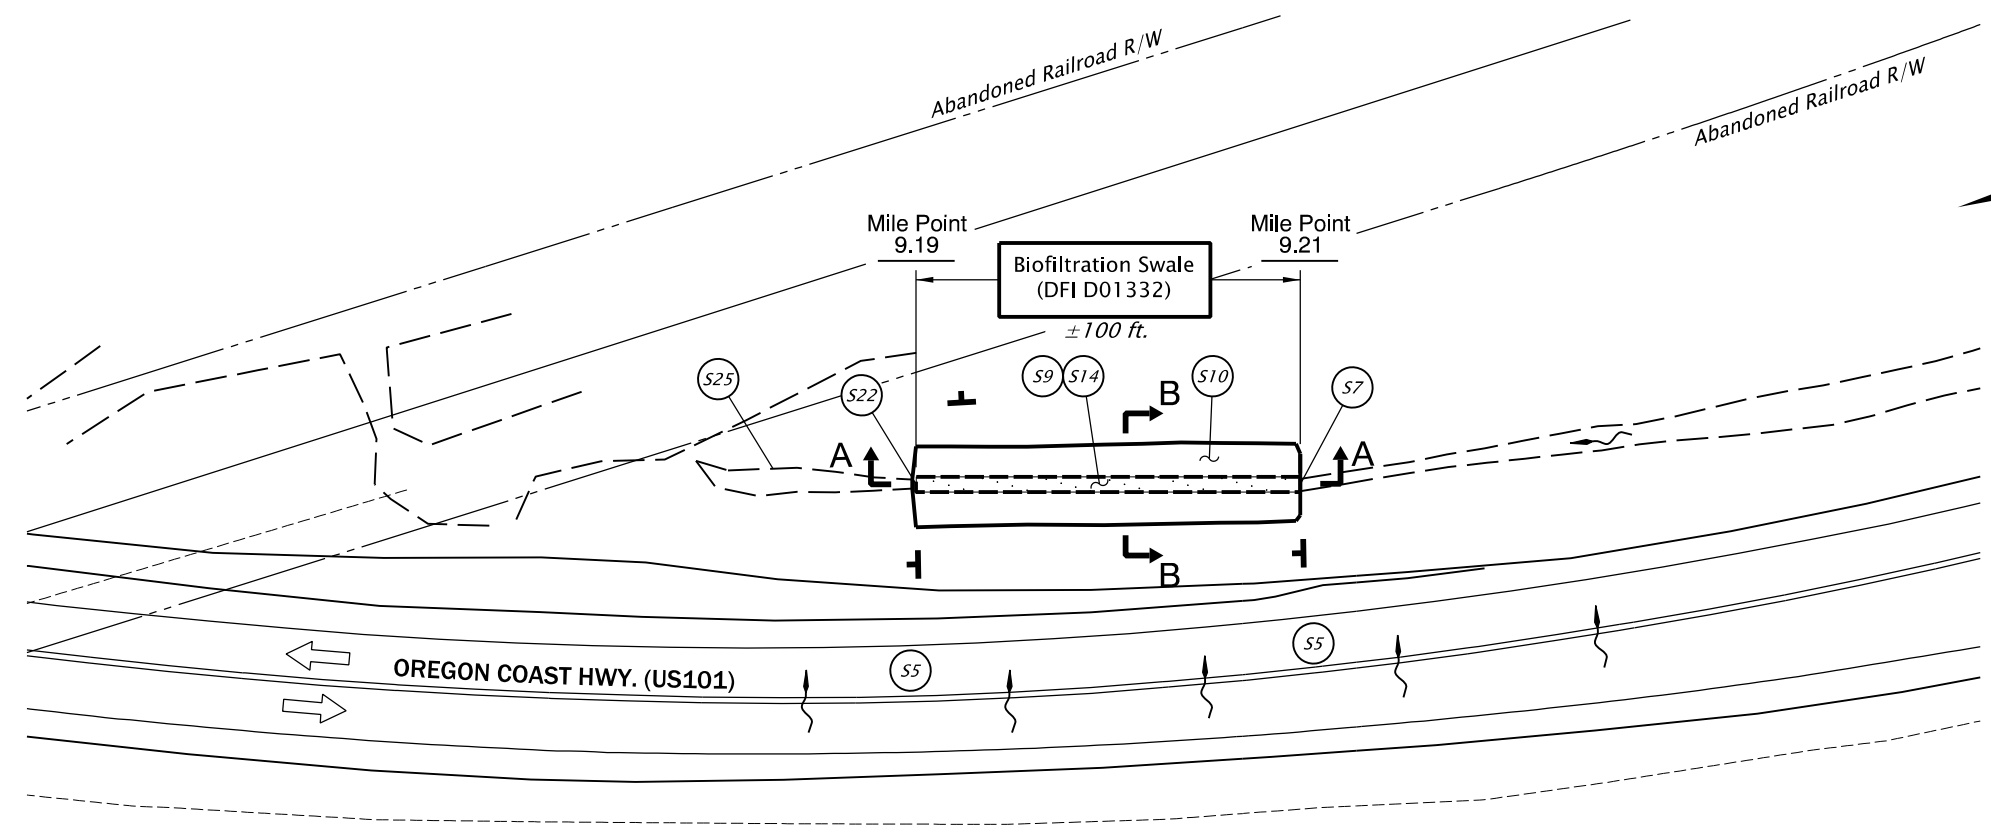 Abandoned Railroad R/W
Abandoned Railroad R/W
Mile Point
9.19
Mile Point
9.21
Biofiltration Swale
(DFI D01332)
±100 ft.
S25
S22
S9
S14
S10
S7
B
A
A
B
S5
S5
OREGON COAST HWY. (US101)